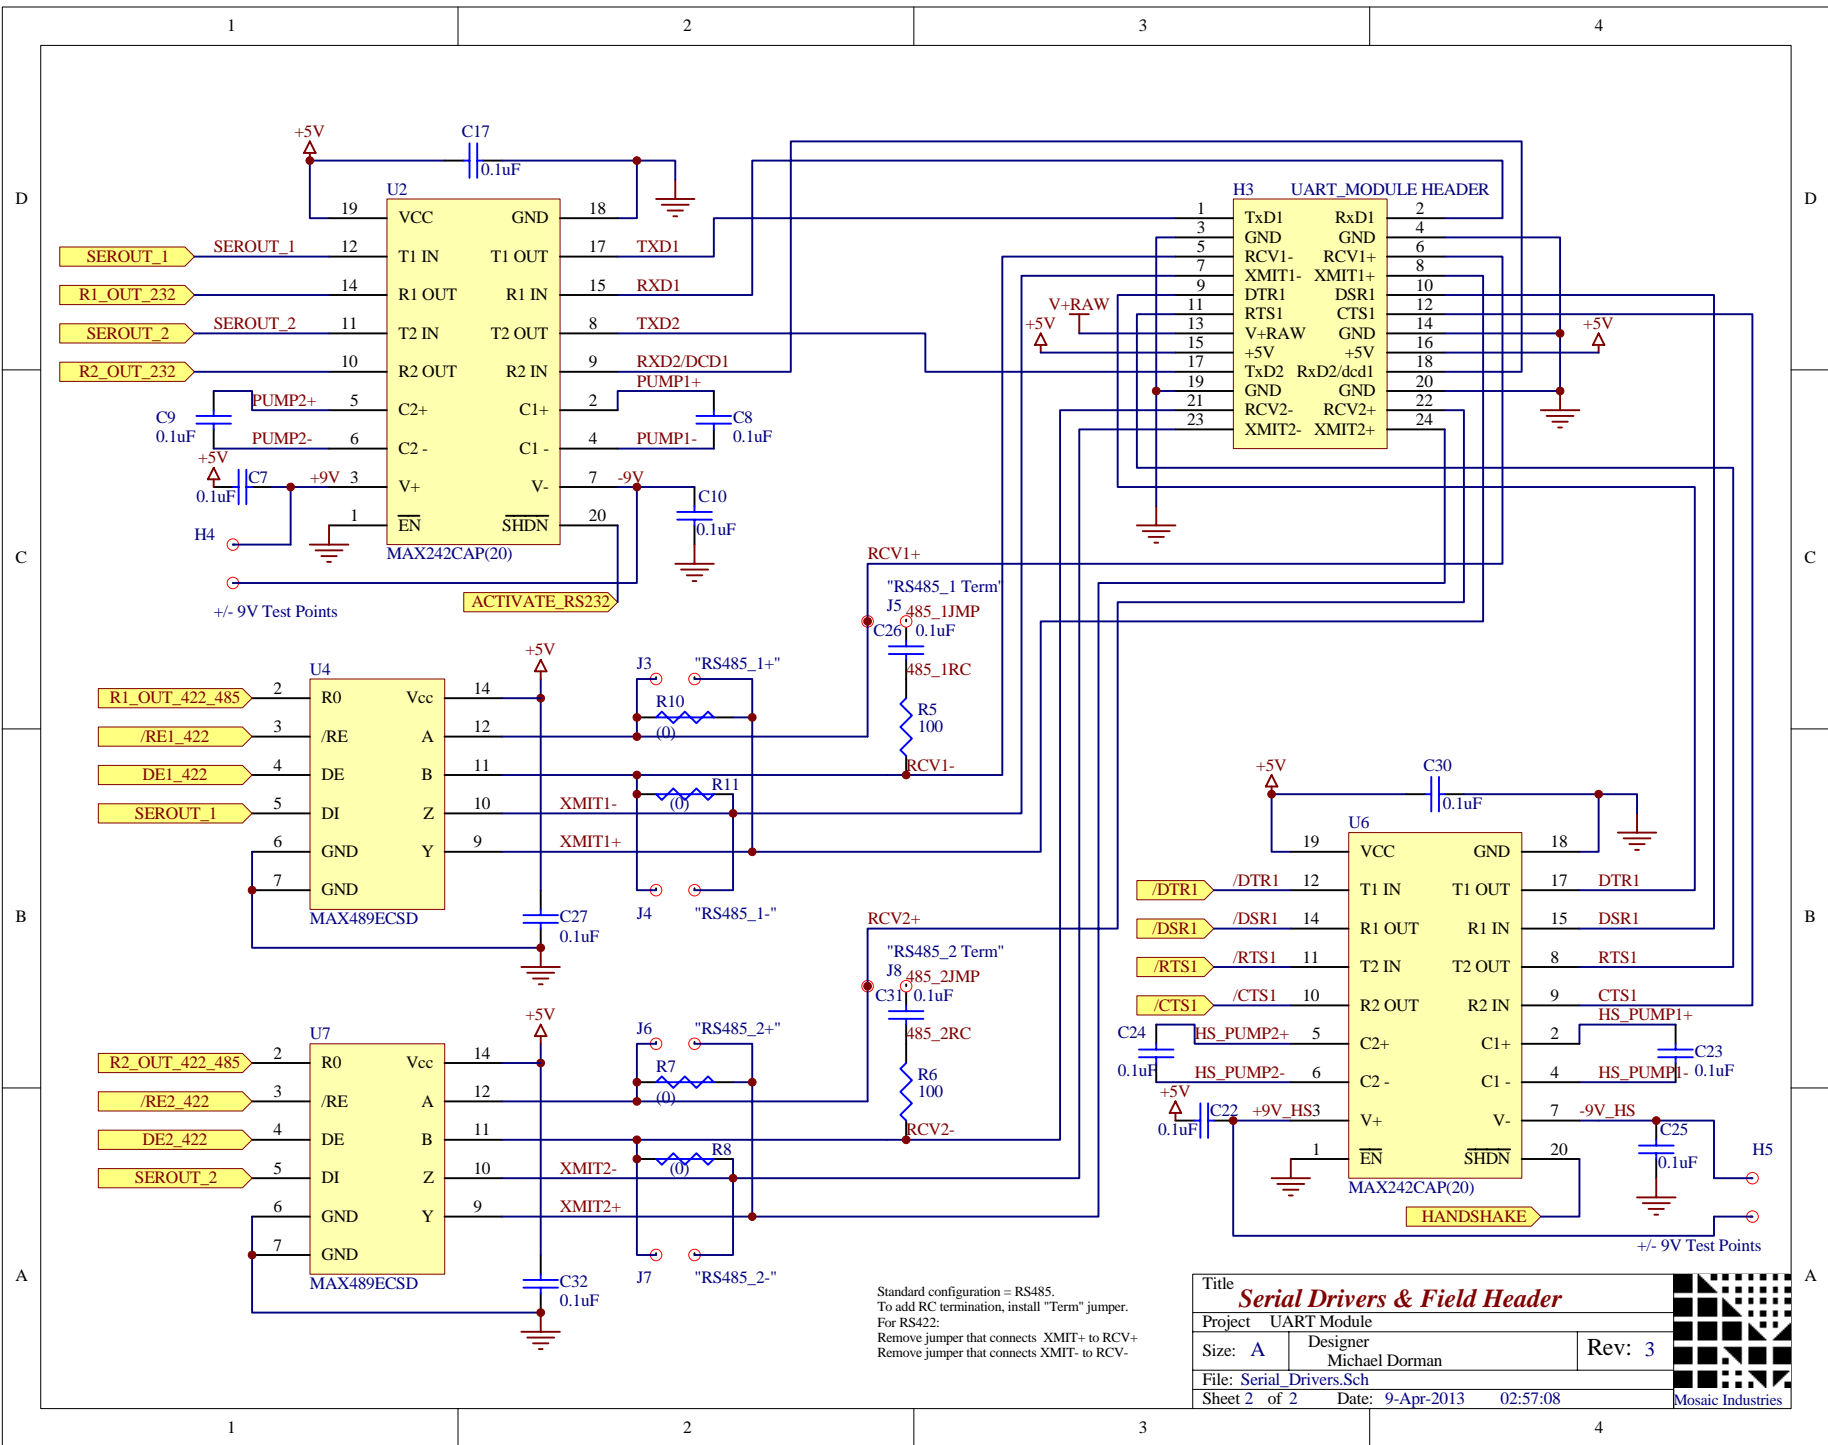 1 2 3 4
D D
+5V C17 0.1uF
U2
19 VCC GND 18
SEROUT_1 SEROUT_1 12 T1 IN T1 OUT 17 TXD1
R1_OUT_232 14 R1 OUT R1 IN 15 RXD1
SEROUT_2 SEROUT_2 11 T2 IN T2 OUT 8 TXD2
R2_OUT_232 10 R2 OUT R2 IN 9 RXD2/DCD1
PUMP1+
C9 0.1uF PUMP2+ 5 C2+ C1+ 2 C8 0.1uF
PUMP2- 6 C2 - C1 - 4 PUMP1-
+5V C7 0.1uF +9V 3 V+ V- 7 -9V C10 0.1uF
1 EN SHDN 20
MAX242CAP(20)
H4
+/- 9V Test Points
ACTIVATE_RS232
H3 UART_MODULE HEADER
1 TxD1 RxD1 2
3 GND GND 4
5 RCV1- RCV1+ 6
7 XMIT1- XMIT1+ 8
9 DTR1 DSR1 10
11 RTS1 CTS1 12
V+RAW 13 V+RAW GND 14
+5V 15 +5V +5V 16 +5V
17 TxD2 RxD2/dcd1 18
19 GND GND 20
21 RCV2- RCV2+ 22
23 XMIT2- XMIT2+ 24
C C
RCV1+
"RS485_1 Term"
J5 485_1JMP
C26 0.1uF
485_1RC
R5
100
RCV1-
U4 +5V
R1_OUT_422_485 2 R0 Vcc 14
/RE1_422 3 /RE A 12
DE1_422 4 DE B 11
SEROUT_1 5 DI Z 10 XMIT1-
6 GND Y 9 XMIT1+
7 GND
MAX489ECSD
C27
0.1uF
J3 "RS485_1+"
R10
(0)
R11
(0)
J4 "RS485_1-"
B B
RCV2+
"RS485_2 Term"
J8 485_2JMP
C31 0.1uF
485_2RC
R6
100
RCV2-
U7 +5V
R2_OUT_422_485 2 R0 Vcc 14
/RE2_422 3 /RE A 12
DE2_422 4 DE B 11
SEROUT_2 5 DI Z 10 XMIT2-
6 GND Y 9 XMIT2+
7 GND
MAX489ECSD
C32
0.1uF
J6 "RS485_2+"
R7
(0)
R8
(0)
J7 "RS485_2-"
+5V C30 0.1uF
U6
19 VCC GND 18
/DTR1 /DTR1 12 T1 IN T1 OUT 17 DTR1
/DSR1 /DSR1 14 R1 OUT R1 IN 15 DSR1
/RTS1 /RTS1 11 T2 IN T2 OUT 8 RTS1
/CTS1 /CTS1 10 R2 OUT R2 IN 9 CTS1
HS_PUMP1+
C24 0.1uF HS_PUMP2+ 5 C2+ C1+ 2 C23 0.1uF
HS_PUMP2- 6 C2 - C1 - 4 HS_PUMP1-
+5V C22 0.1uF +9V_HS 3 V+ V- 7 -9V_HS C25 0.1uF
1 EN SHDN 20
MAX242CAP(20)
HANDSHAKE
H5
+/- 9V Test Points
A A
Standard configuration = RS485.
To add RC termination, install "Term" jumper.
For RS422:
Remove jumper that connects XMIT+ to RCV+
Remove jumper that connects XMIT- to RCV-
Title Serial Drivers & Field Header
Project UART Module
Size: A Designer Michael Dorman Rev: 3
File: Serial_Drivers.Sch
Sheet 2 of 2 Date: 9-Apr-2013 02:57:08
Mosaic Industries
1 2 3 4